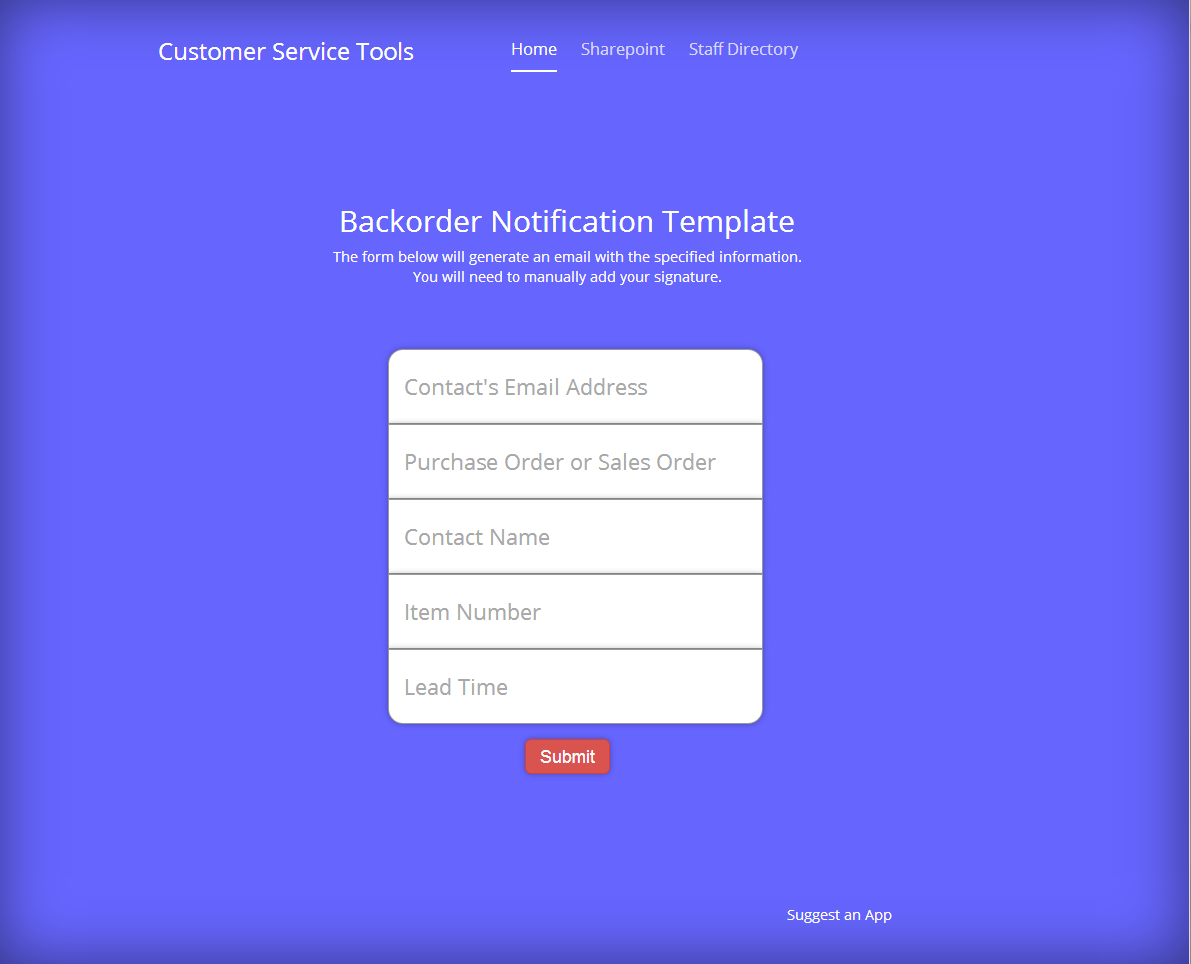 Customer Service Tools
Home Sharepoint Staff Directory
Backorder Notification Template
The form below will generate an email with the specified information.
You will need to manually add your signature.
Contact's Email Address
Purchase Order or Sales Order
Contact Name
Item Number
Lead Time
Submit
Suggest an App